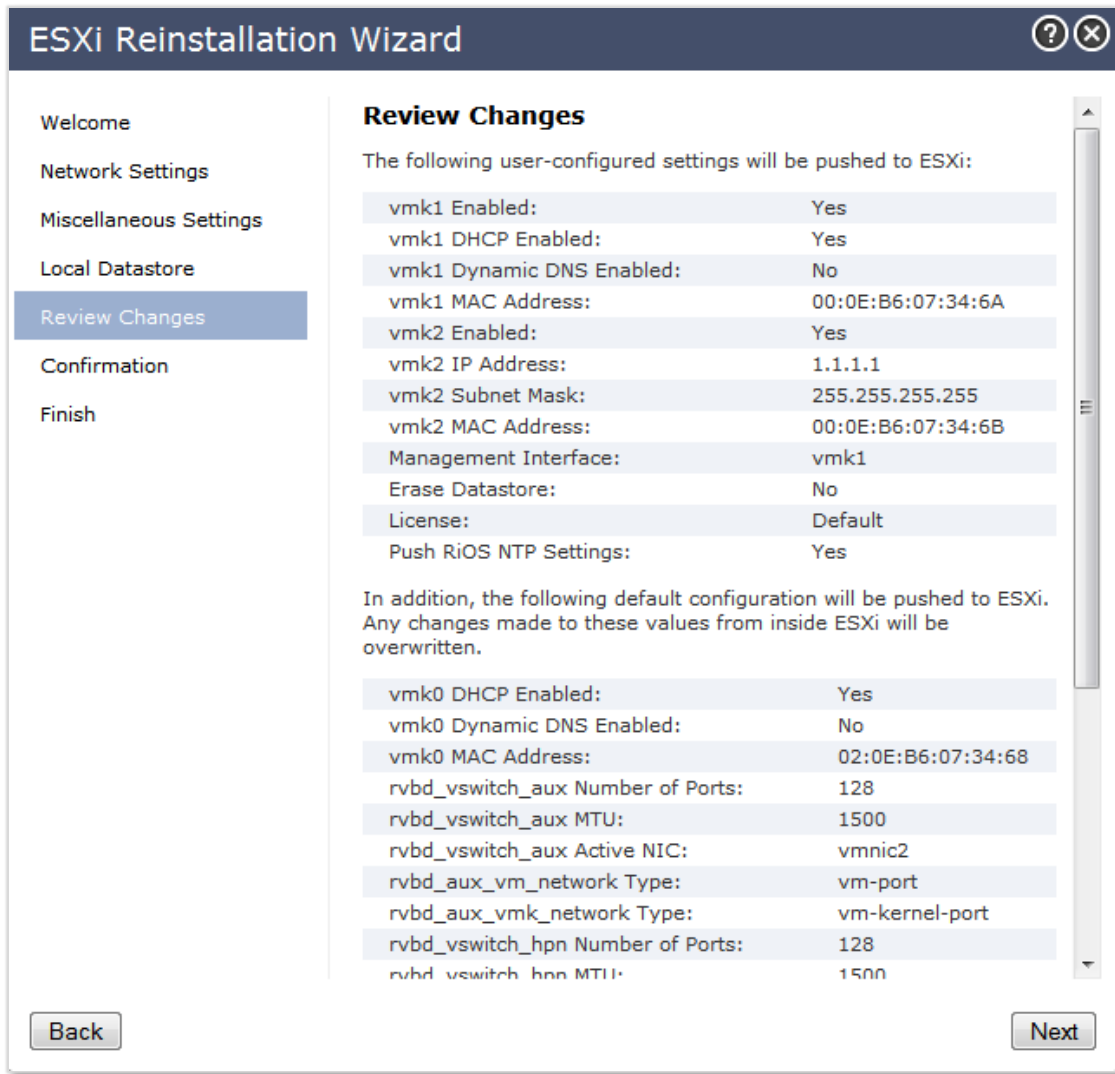 ESXi Reinstallation Wizard
Welcome
Network Settings
Miscellaneous Settings
Local Datastore
Review Changes
Confirmation
Finish
Review Changes
The following user-configured settings will be pushed to ESXi:
vmk1 Enabled: Yes
vmk1 DHCP Enabled: Yes
vmk1 Dynamic DNS Enabled: No
vmk1 MAC Address: 00:0E:B6:07:34:6A
vmk2 Enabled: Yes
vmk2 IP Address: 1.1.1.1
vmk2 Subnet Mask: 255.255.255.255
vmk2 MAC Address: 00:0E:B6:07:34:6B
Management Interface: vmk1
Erase Datastore: No
License: Default
Push RiOS NTP Settings: Yes
In addition, the following default configuration will be pushed to ESXi.
Any changes made to these values from inside ESXi will be
overwritten.
vmk0 DHCP Enabled: Yes
vmk0 Dynamic DNS Enabled: No
vmk0 MAC Address: 02:0E:B6:07:34:68
rvbd_vswitch_aux Number of Ports: 128
rvbd_vswitch_aux MTU: 1500
rvbd_vswitch_aux Active NIC: vmnic2
rvbd_aux_vm_network Type: vm-port
rvbd_aux_vmk_network Type: vm-kernel-port
rvbd_vswitch_hpn Number of Ports: 128
rvbd_vswitch_hpn MTU: 1500
Back
Next